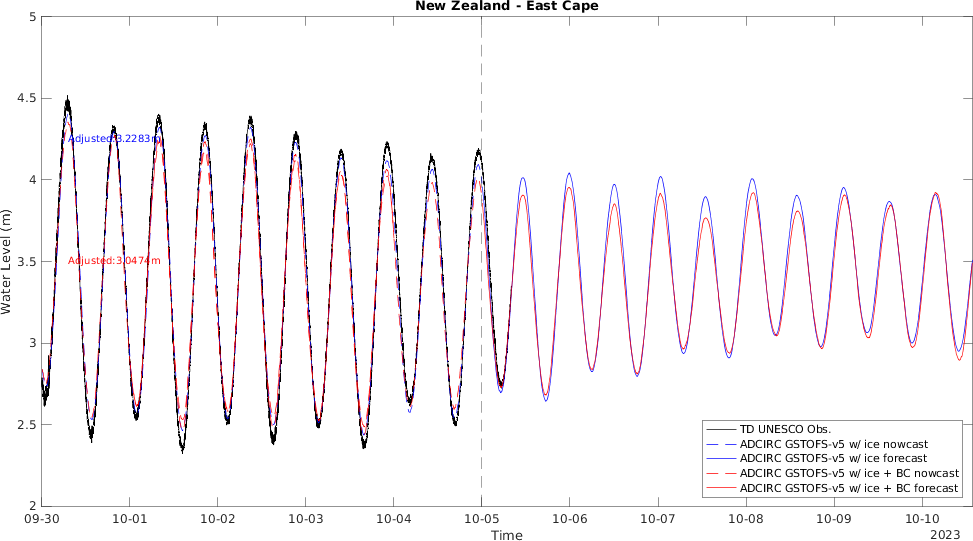 New Zealand - East Cape
Water Level (m)
5
4.5
4
3.5
3
2.5
2
Adjusted:3.2283m
Adjusted:3.0474m
TD UNESCO Obs.
ADCIRC GSTOFS-v5 w/ ice nowcast
ADCIRC GSTOFS-v5 w/ ice forecast
ADCIRC GSTOFS-v5 w/ ice + BC nowcast
ADCIRC GSTOFS-v5 w/ ice + BC forecast
09-30 10-01 10-02 10-03 10-04 10-05 10-06 10-07 10-08 10-09 10-10
Time
2023